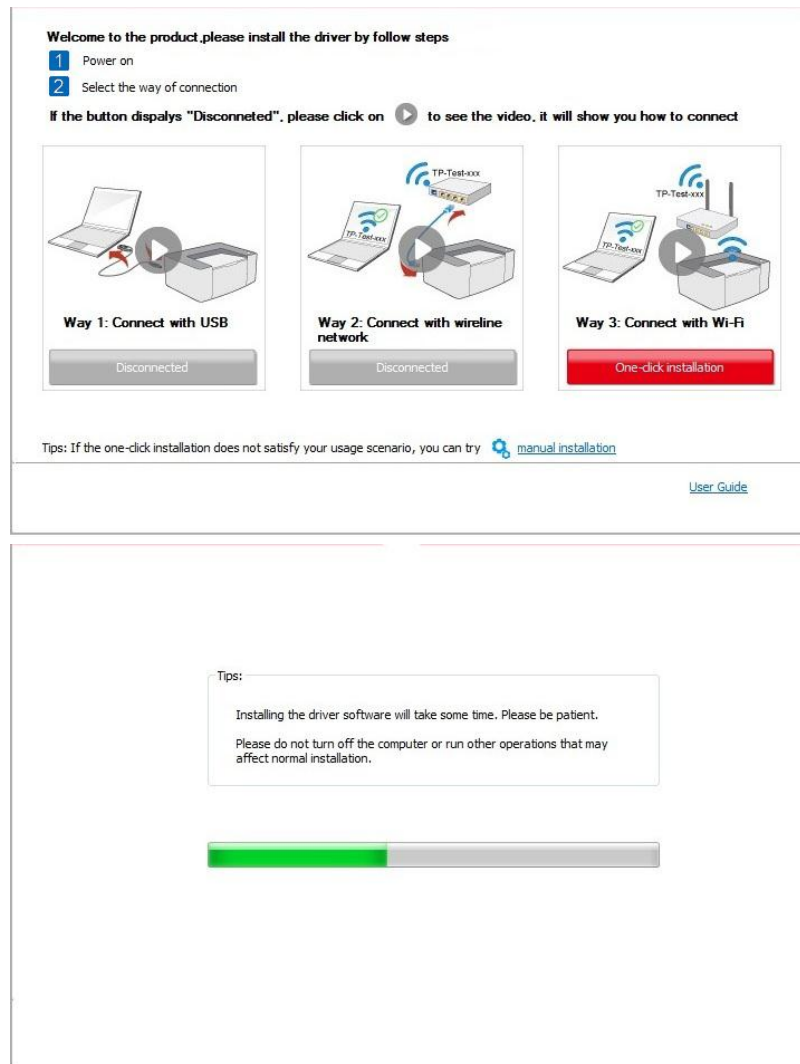 Welcome to the product,please install the driver by follow steps
1 Power on
2 Select the way of connection
If the button dispalys "Disconneted", please click on to see the video, it will show you how to connect
TP-Test-xxx
TP-Test-xxx
TP-Test-xxx
TP-Test-xxx
Way 1: Connect with USB
Way 2: Connect with wireline
network
Way 3: Connect with Wi-Fi
Disconnected
Disconnected
One-click installation
Tips: If the one-click installation does not satisfy your usage scenario, you can try manual installation
User Guide
Tips:
Installing the driver software will take some time. Please be patient.
Please do not turn off the computer or run other operations that may
affect normal installation.